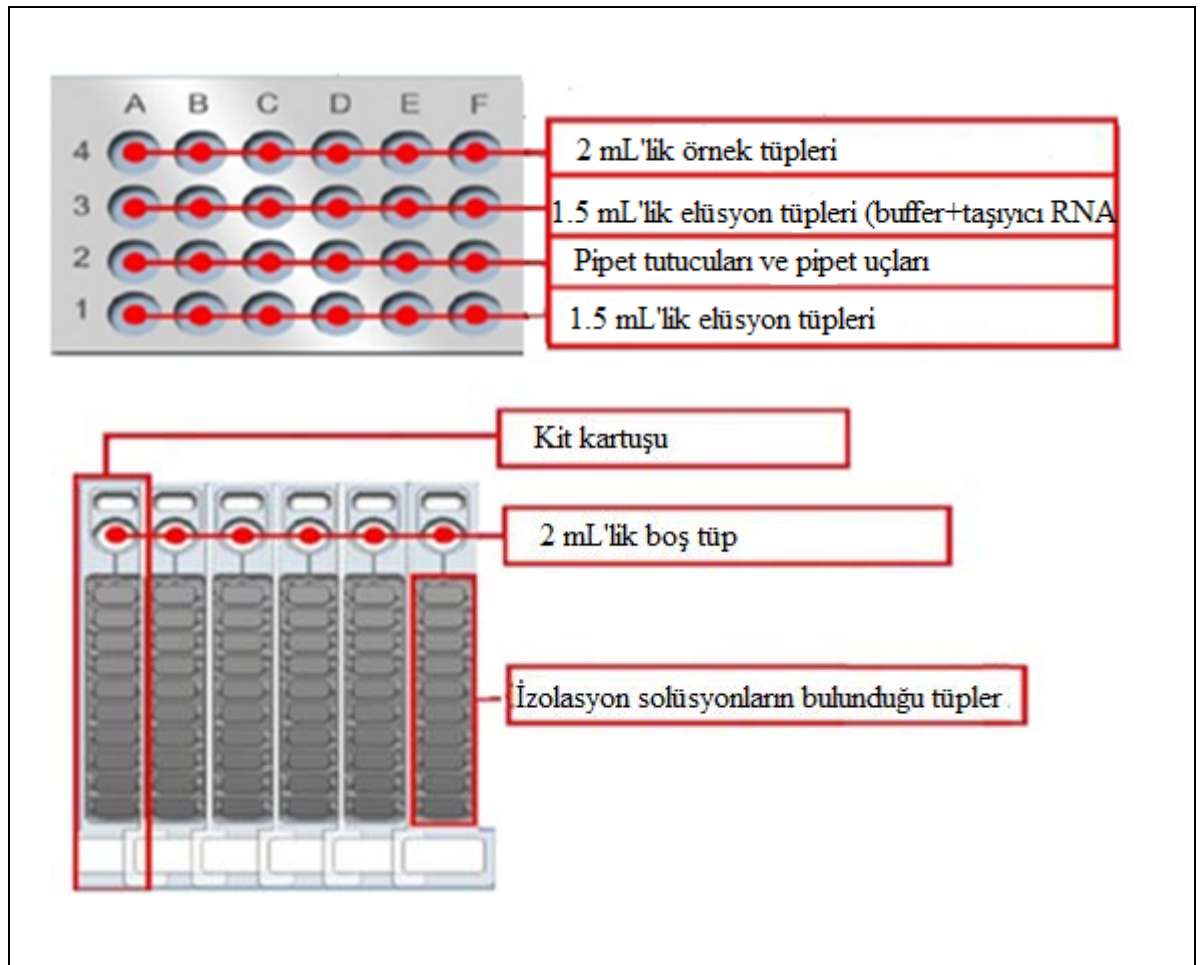 A B C D E F
4
2 mL'lik örnek tüpleri
3
1.5 mL'lik elüsyon tüpleri (buffer+taşıyıcı RNA
2
Pipet tutucuları ve pipet uçları
1
1.5 mL'lik elüsyon tüpleri
Kit kartuşu
2 mL'lik boş tüp
İzolasyon solüsyonların bulunduğu tüpler